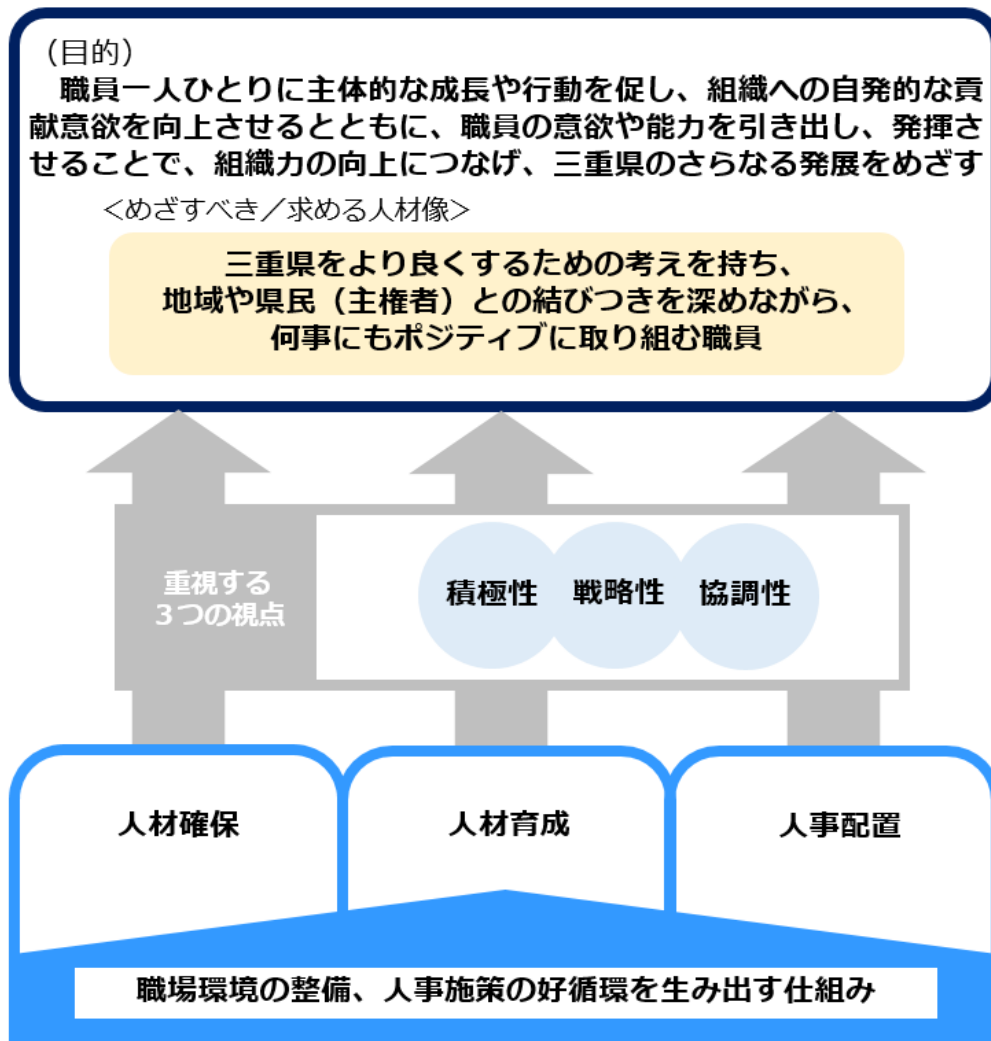 （目的）
職員一人ひとりに主体的な成長や行動を促し、組織への自発的な貢
献意欲を向上させるとともに、職員の意欲や能力を引き出し、発揮さ
せることで、組織力の向上につなげ、三重県のさらなる発展をめざす
＜めざすべき／求める人材像＞
三重県をより良くするための考えを持ち、
地域や県民（主権者）との結びつきを深めながら、
何事にもポジティブに取り組む職員
重視する
３つの視点
積極性 戦略性 協調性
人材確保 人材育成 人事配置
職場環境の整備、人事施策の好循環を生み出す仕組み